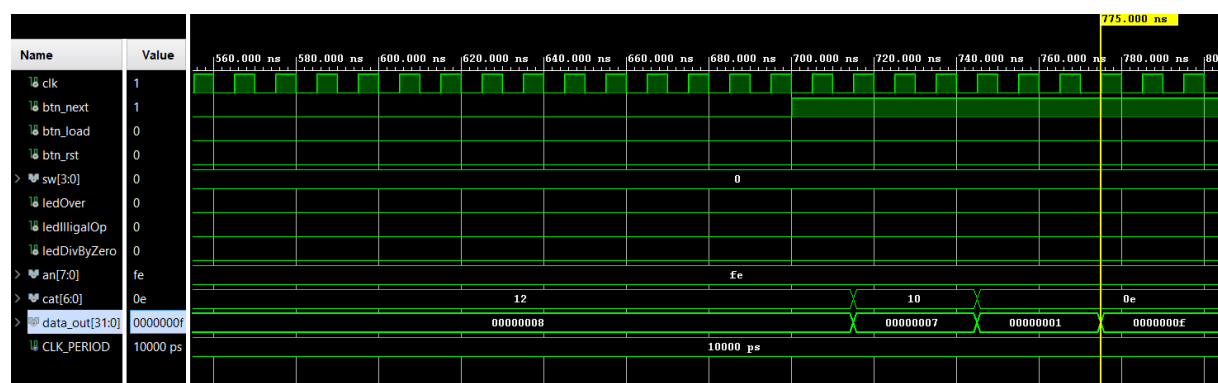 775.000 ns
Name Value 560.000 ns 580.000 ns 600.000 ns 620.000 ns 640.000 ns 660.000 ns 680.000 ns 700.000 ns 720.000 ns 740.000 ns 760.000 ns 780.000 ns 80
clk 1
btn_next 1
btn_load 0
btn_rst 0
sw[3:0] 0 0
ledOver 0
ledIlligalOp 0
ledDivByZero 0
an[7:0] fe fe
cat[6:0] 0e 12 10 0e
data_out[31:0] 0000000f 00000008 00000007 00000001 0000000f
CLK_PERIOD 10000 ps 10000 ps